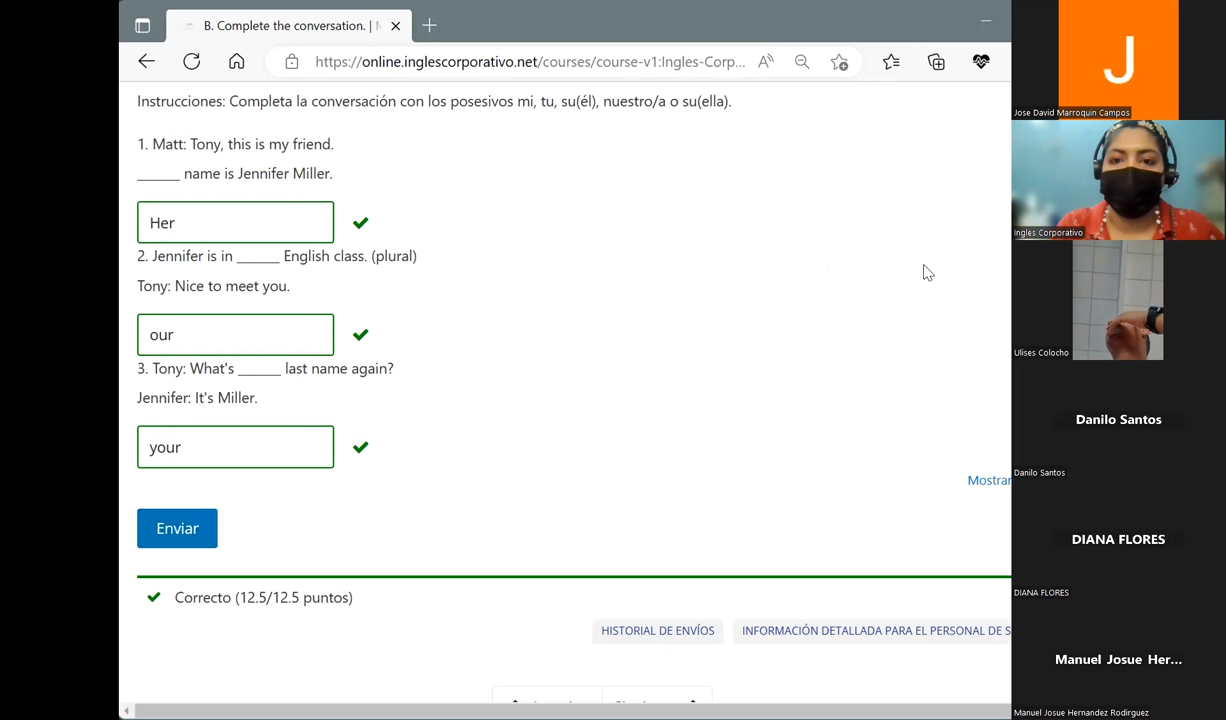 B. Complete the conversation. |
https://online.inglescorporativo.net/courses/course-v1:Ingles-Corp...
Instrucciones: Completa la conversación con los posesivos mi, tu, su(él), nuestro/a o su(ella).
1. Matt: Tony, this is my friend.
______ name is Jennifer Miller.
Her
2. Jennifer is in ______ English class. (plural)
Tony: Nice to meet you.
our
3. Tony: What's ______ last name again?
Jennifer: It's Miller.
your
Mostrar
Enviar
Correcto (12.5/12.5 puntos)
HISTORIAL DE ENVÍOS
INFORMACIÓN DETALLADA PARA EL PERSONAL DE S
J
Jose David Marroquin Campos
Ingles Corporativo
Ulises Colocho
Danilo Santos
Danilo Santos
DIANA FLORES
DIANA FLORES
Manuel Josue Her...
Manuel Josue Hernandez Rodirguez